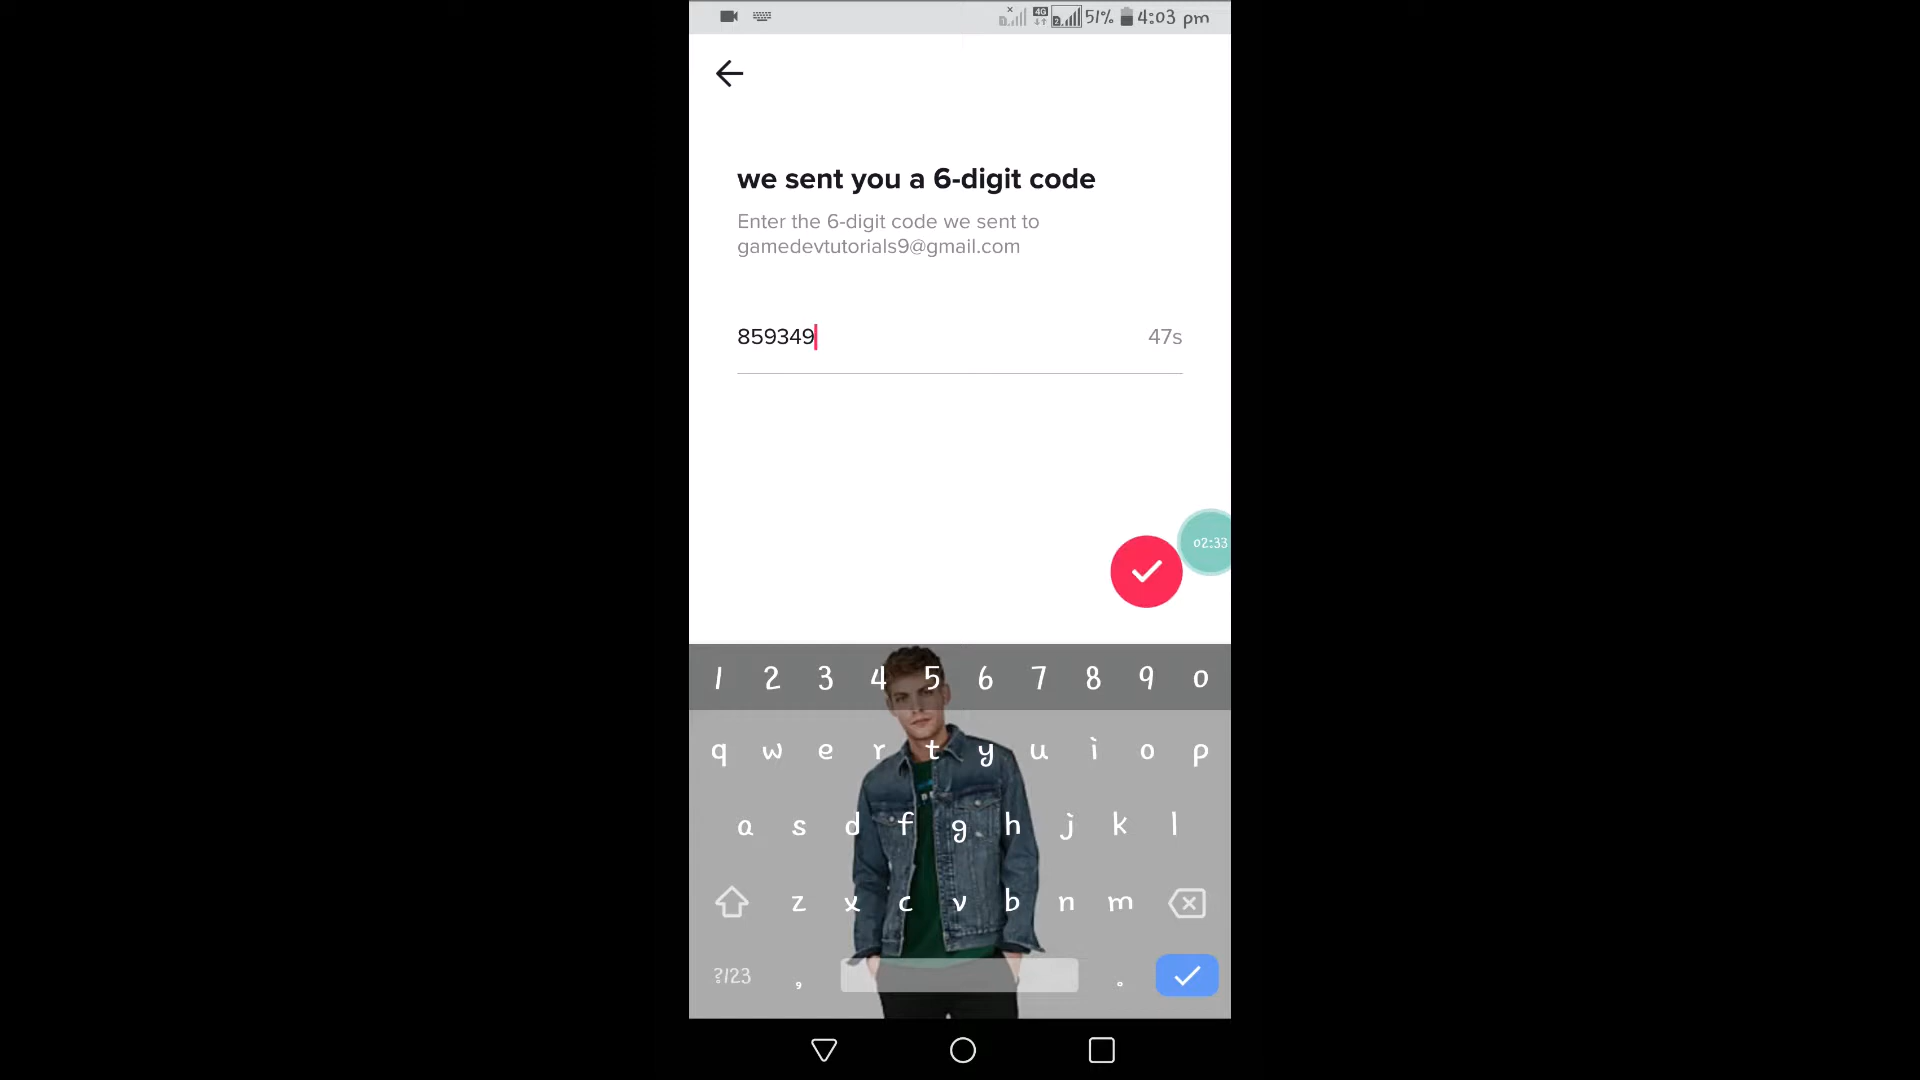 51% 4:03 pm
we sent you a 6-digit code
Enter the 6-digit code we sent to
gamedevtutorials9@gmail.com
859349 47s
02:33
1 2 3 4 5 6 7 8 9 0
q w e r t y u i o p
a s d f g h j k l
z x c v b n m
?123 , .